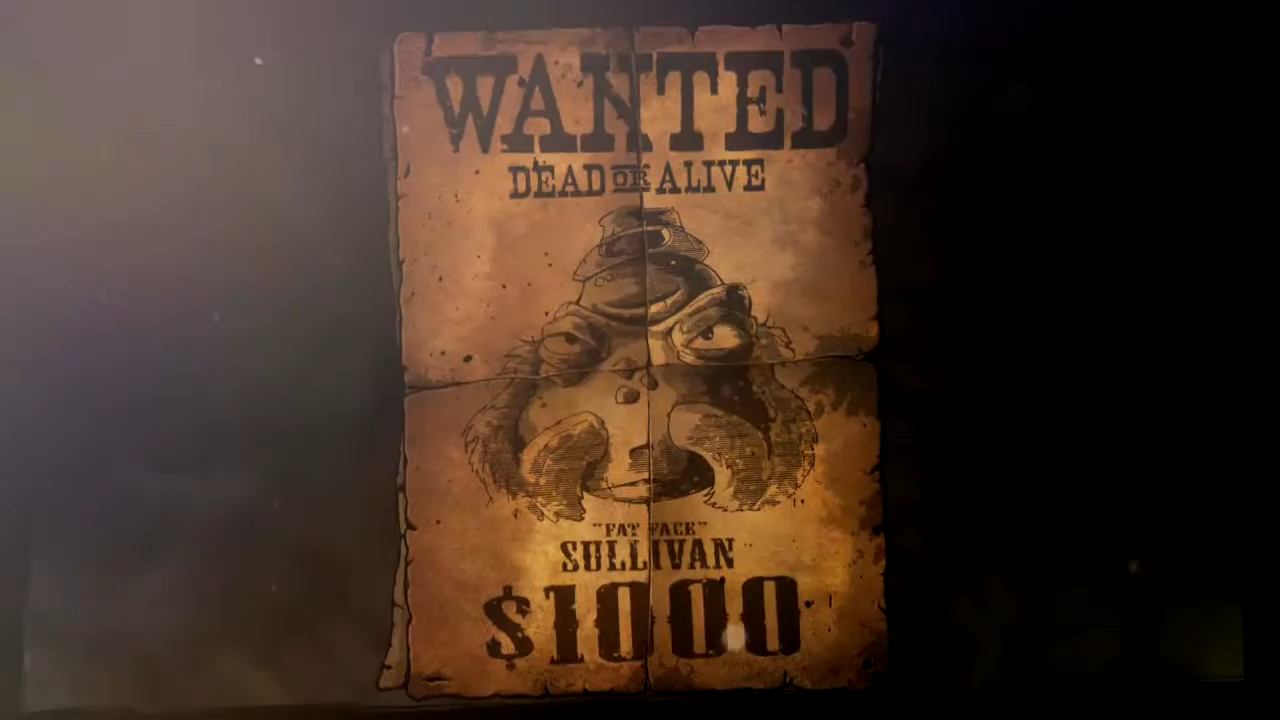 WANTED
DEAD OR ALIVE
"FAT FACE"
SULLIVAN
$1000